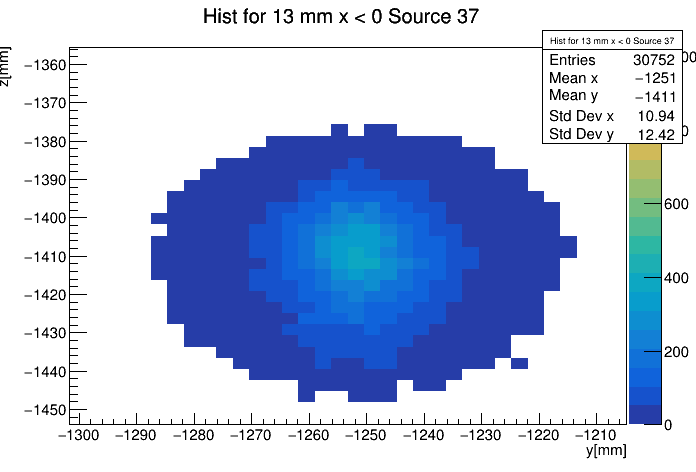 Hist for 13 mm x < 0 Source 37
Hist for 13 mm x < 0 Source 37
Entries 30752
Mean x −1251
Mean y −1411
Std Dev x 10.94
Std Dev y 12.42
z[mm]
−1360
−1370
−1380
−1390
−1400
−1410
−1420
−1430
−1440
−1450
600
400
200
0
−1300 −1290 −1280 −1270 −1260 −1250 −1240 −1230 −1220 −1210
y[mm]